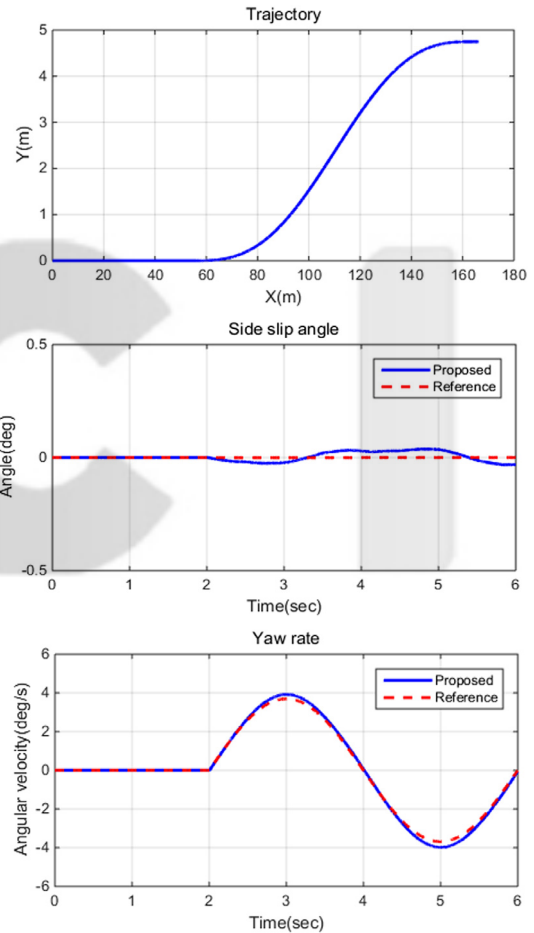 Trajectory
5
4
3
2
1
0
Y(m)
0 20 40 60 80 100 120 140 160 180
X(m)
Side slip angle
0.5
0
-0.5
Angle(deg)
Proposed
Reference
0 1 2 3 4 5 6
Time(sec)
Yaw rate
6
4
2
0
-2
-4
-6
Angular velocity(deg/s)
Proposed
Reference
0 1 2 3 4 5 6
Time(sec)